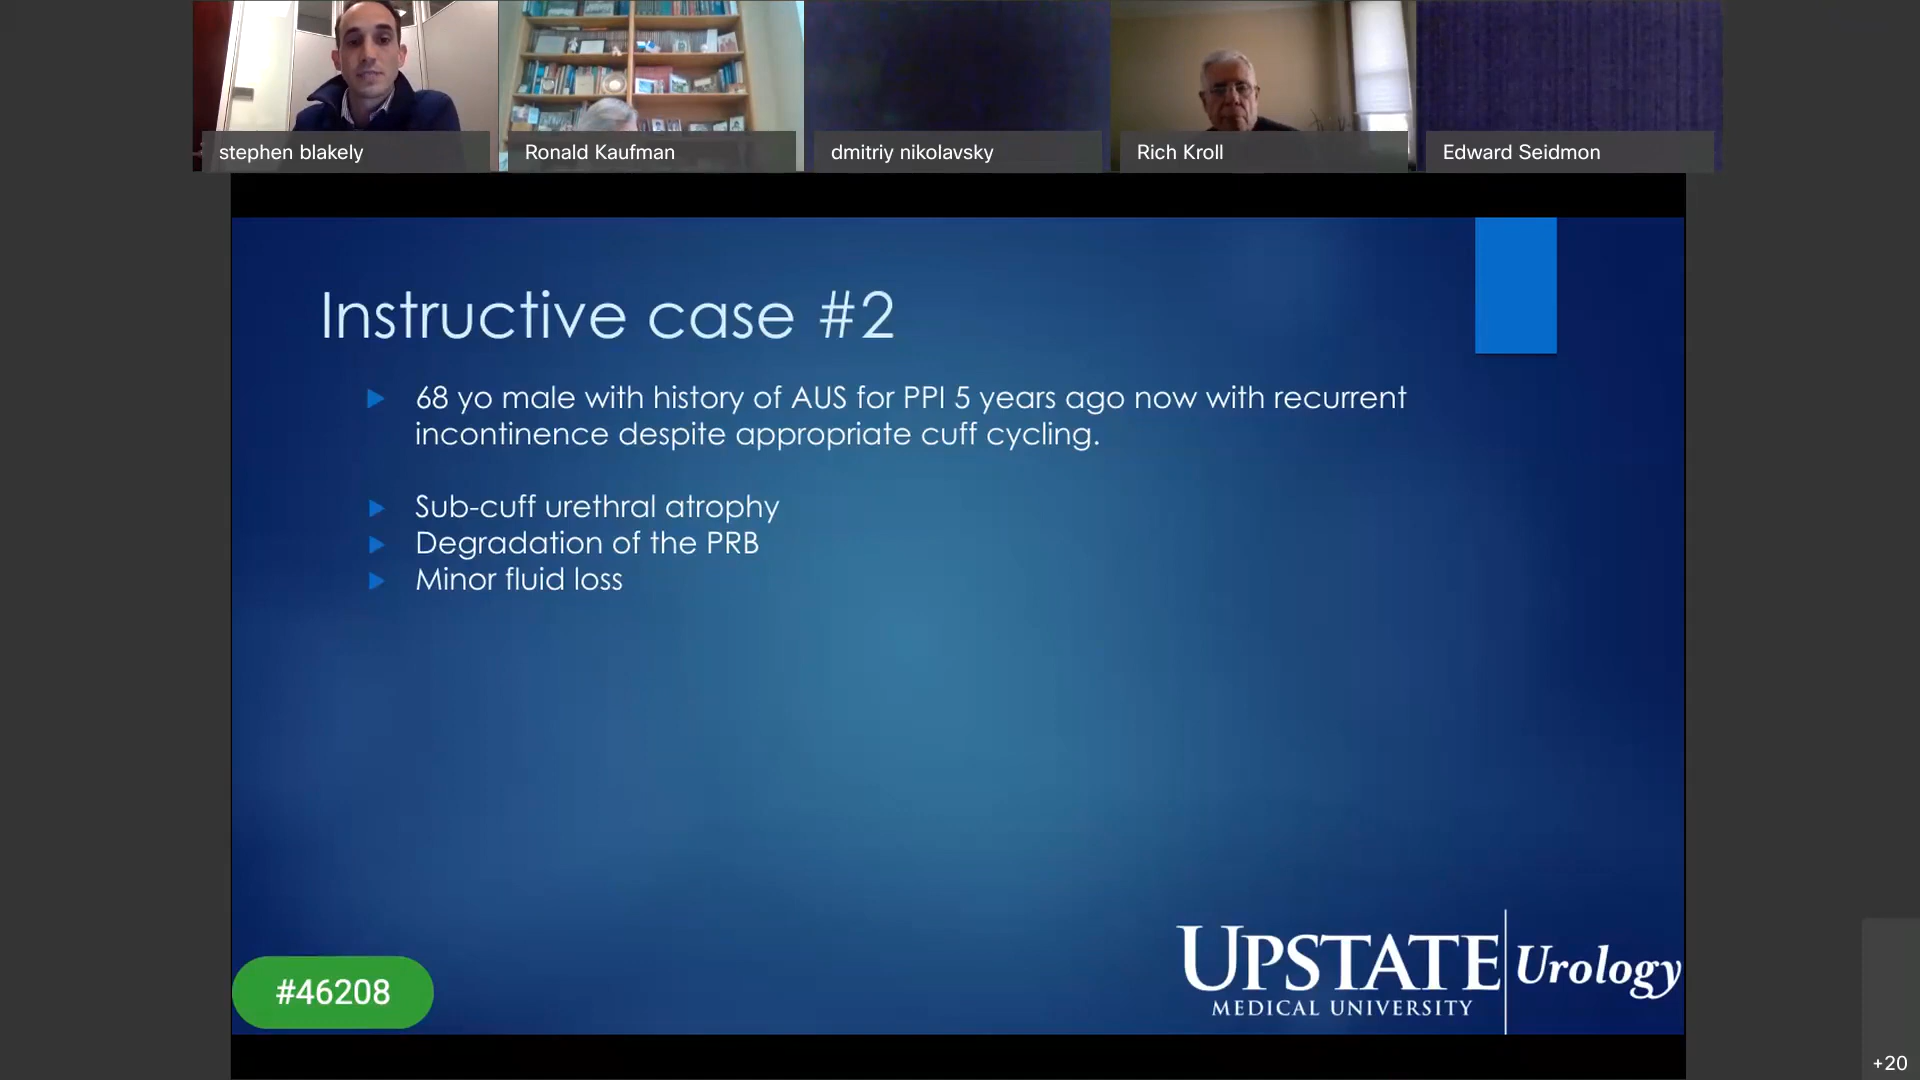 stephen blakely
Ronald Kaufman
dmitriy nikolavsky
Rich Kroll
Edward Seidmon
Instructive case #2
68 yo male with history of AUS for PPI 5 years ago now with recurrent
incontinence despite appropriate cuff cycling.
Sub-cuff urethral atrophy
Degradation of the PRB
Minor fluid loss
#46208
UPSTATE Urology
MEDICAL UNIVERSITY
+20